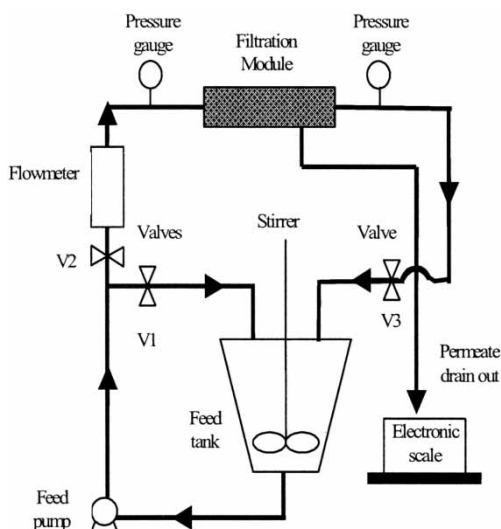 Pressure
gauge
Filtration
Module
Pressure
gauge
Flowmeter
Valves
Stirrer
Valve
V2
V1
V3
Permeate
drain out
Feed
tank
Electronic
scale
Feed
pump